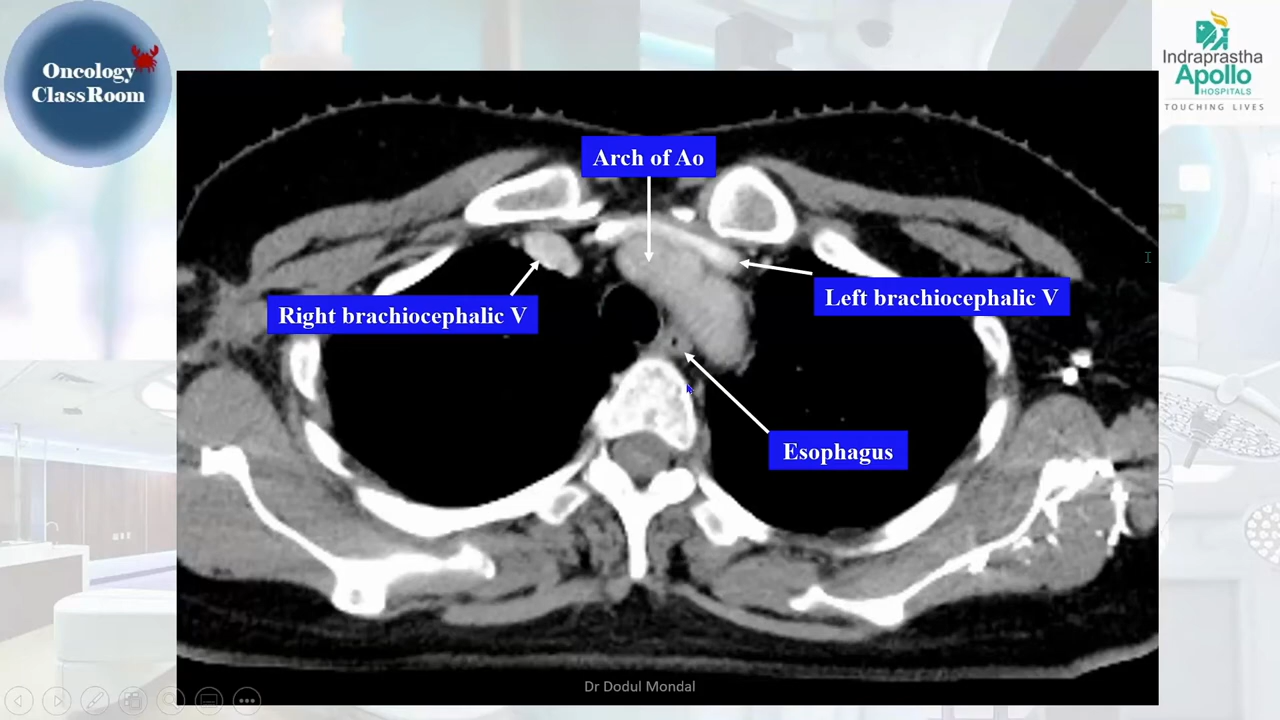 Oncology
ClassRoom
Indraprastha
Apollo
HOSPITALS
TOUCHING LIVES
Arch of Ao
Left brachiocephalic V
Right brachiocephalic V
Esophagus
Dr Dodul Mondal